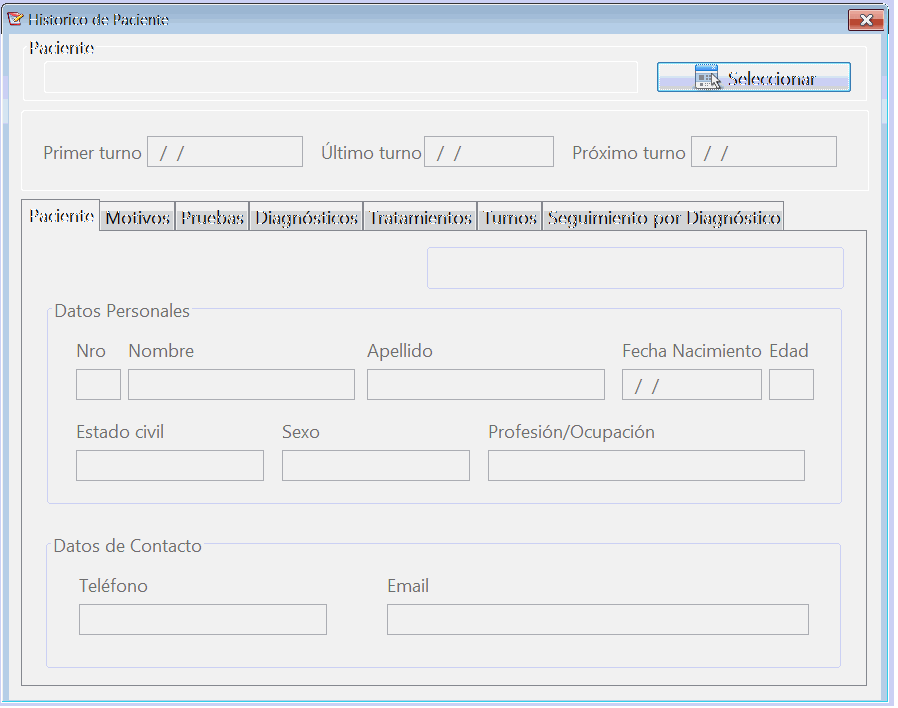 Historico de Paciente
Paciente
Seleccionar
Primer turno / / Último turno / / Próximo turno / /
Paciente Motivos Pruebas Diagnósticos Tratamientos Turnos Seguimiento por Diagnóstico
Datos Personales
Nro Nombre Apellido Fecha Nacimiento Edad
/ /
Estado civil Sexo Profesión/Ocupación
Datos de Contacto
Teléfono Email